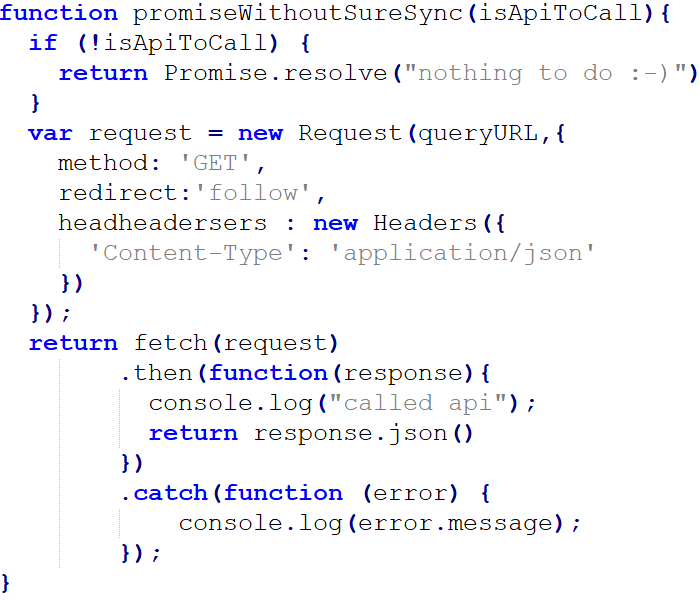 function promiseWithoutSureSync(isApiToCall){
  if (!isApiToCall) {
    return Promise.resolve("nothing to do :-)")
  }
  var request = new Request(queryURL,{
    method: 'GET',
    redirect:'follow',
    headheadersers : new Headers({
      'Content-Type': 'application/json'
    })
  });
  return fetch(request)
        .then(function(response){
          console.log("called api");
          return response.json()
        })
        .catch(function (error) {
            console.log(error.message);
        });
}